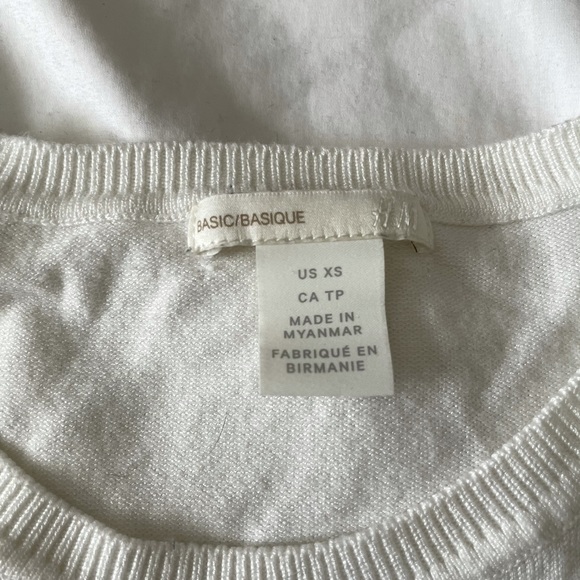 BASIC/BASIQUE
US XS
CA TP
MADE IN
MYANMAR
FABRIQUÉ EN
BIRMANIE